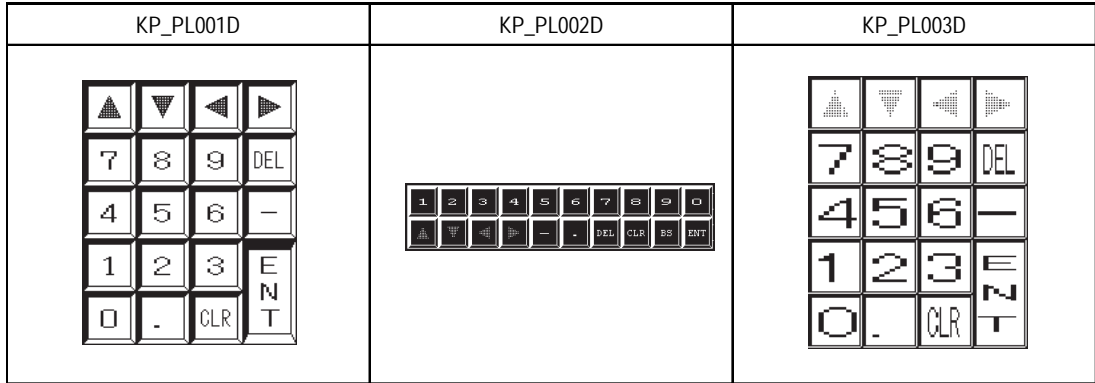 KP_PL001D KP_PL002D KP_PL003D
7 8 9 DEL
4 5 6 —
1 2 3 ENT
0 . CLR
1 2 3 4 5 6 7 8 9 0
— . DEL CLR BS ENT
7 8 9 DEL
4 5 6 —
1 2 3 ENT
0 . CLR